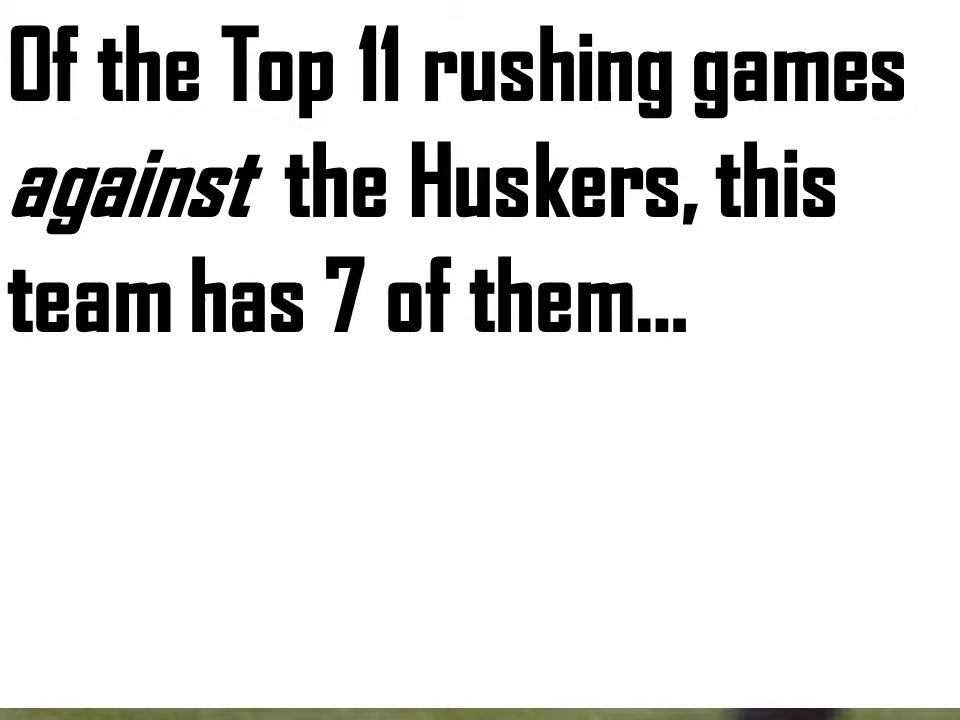 Of the Top 11 rushing games
against the Huskers, this
team has 7 of them...